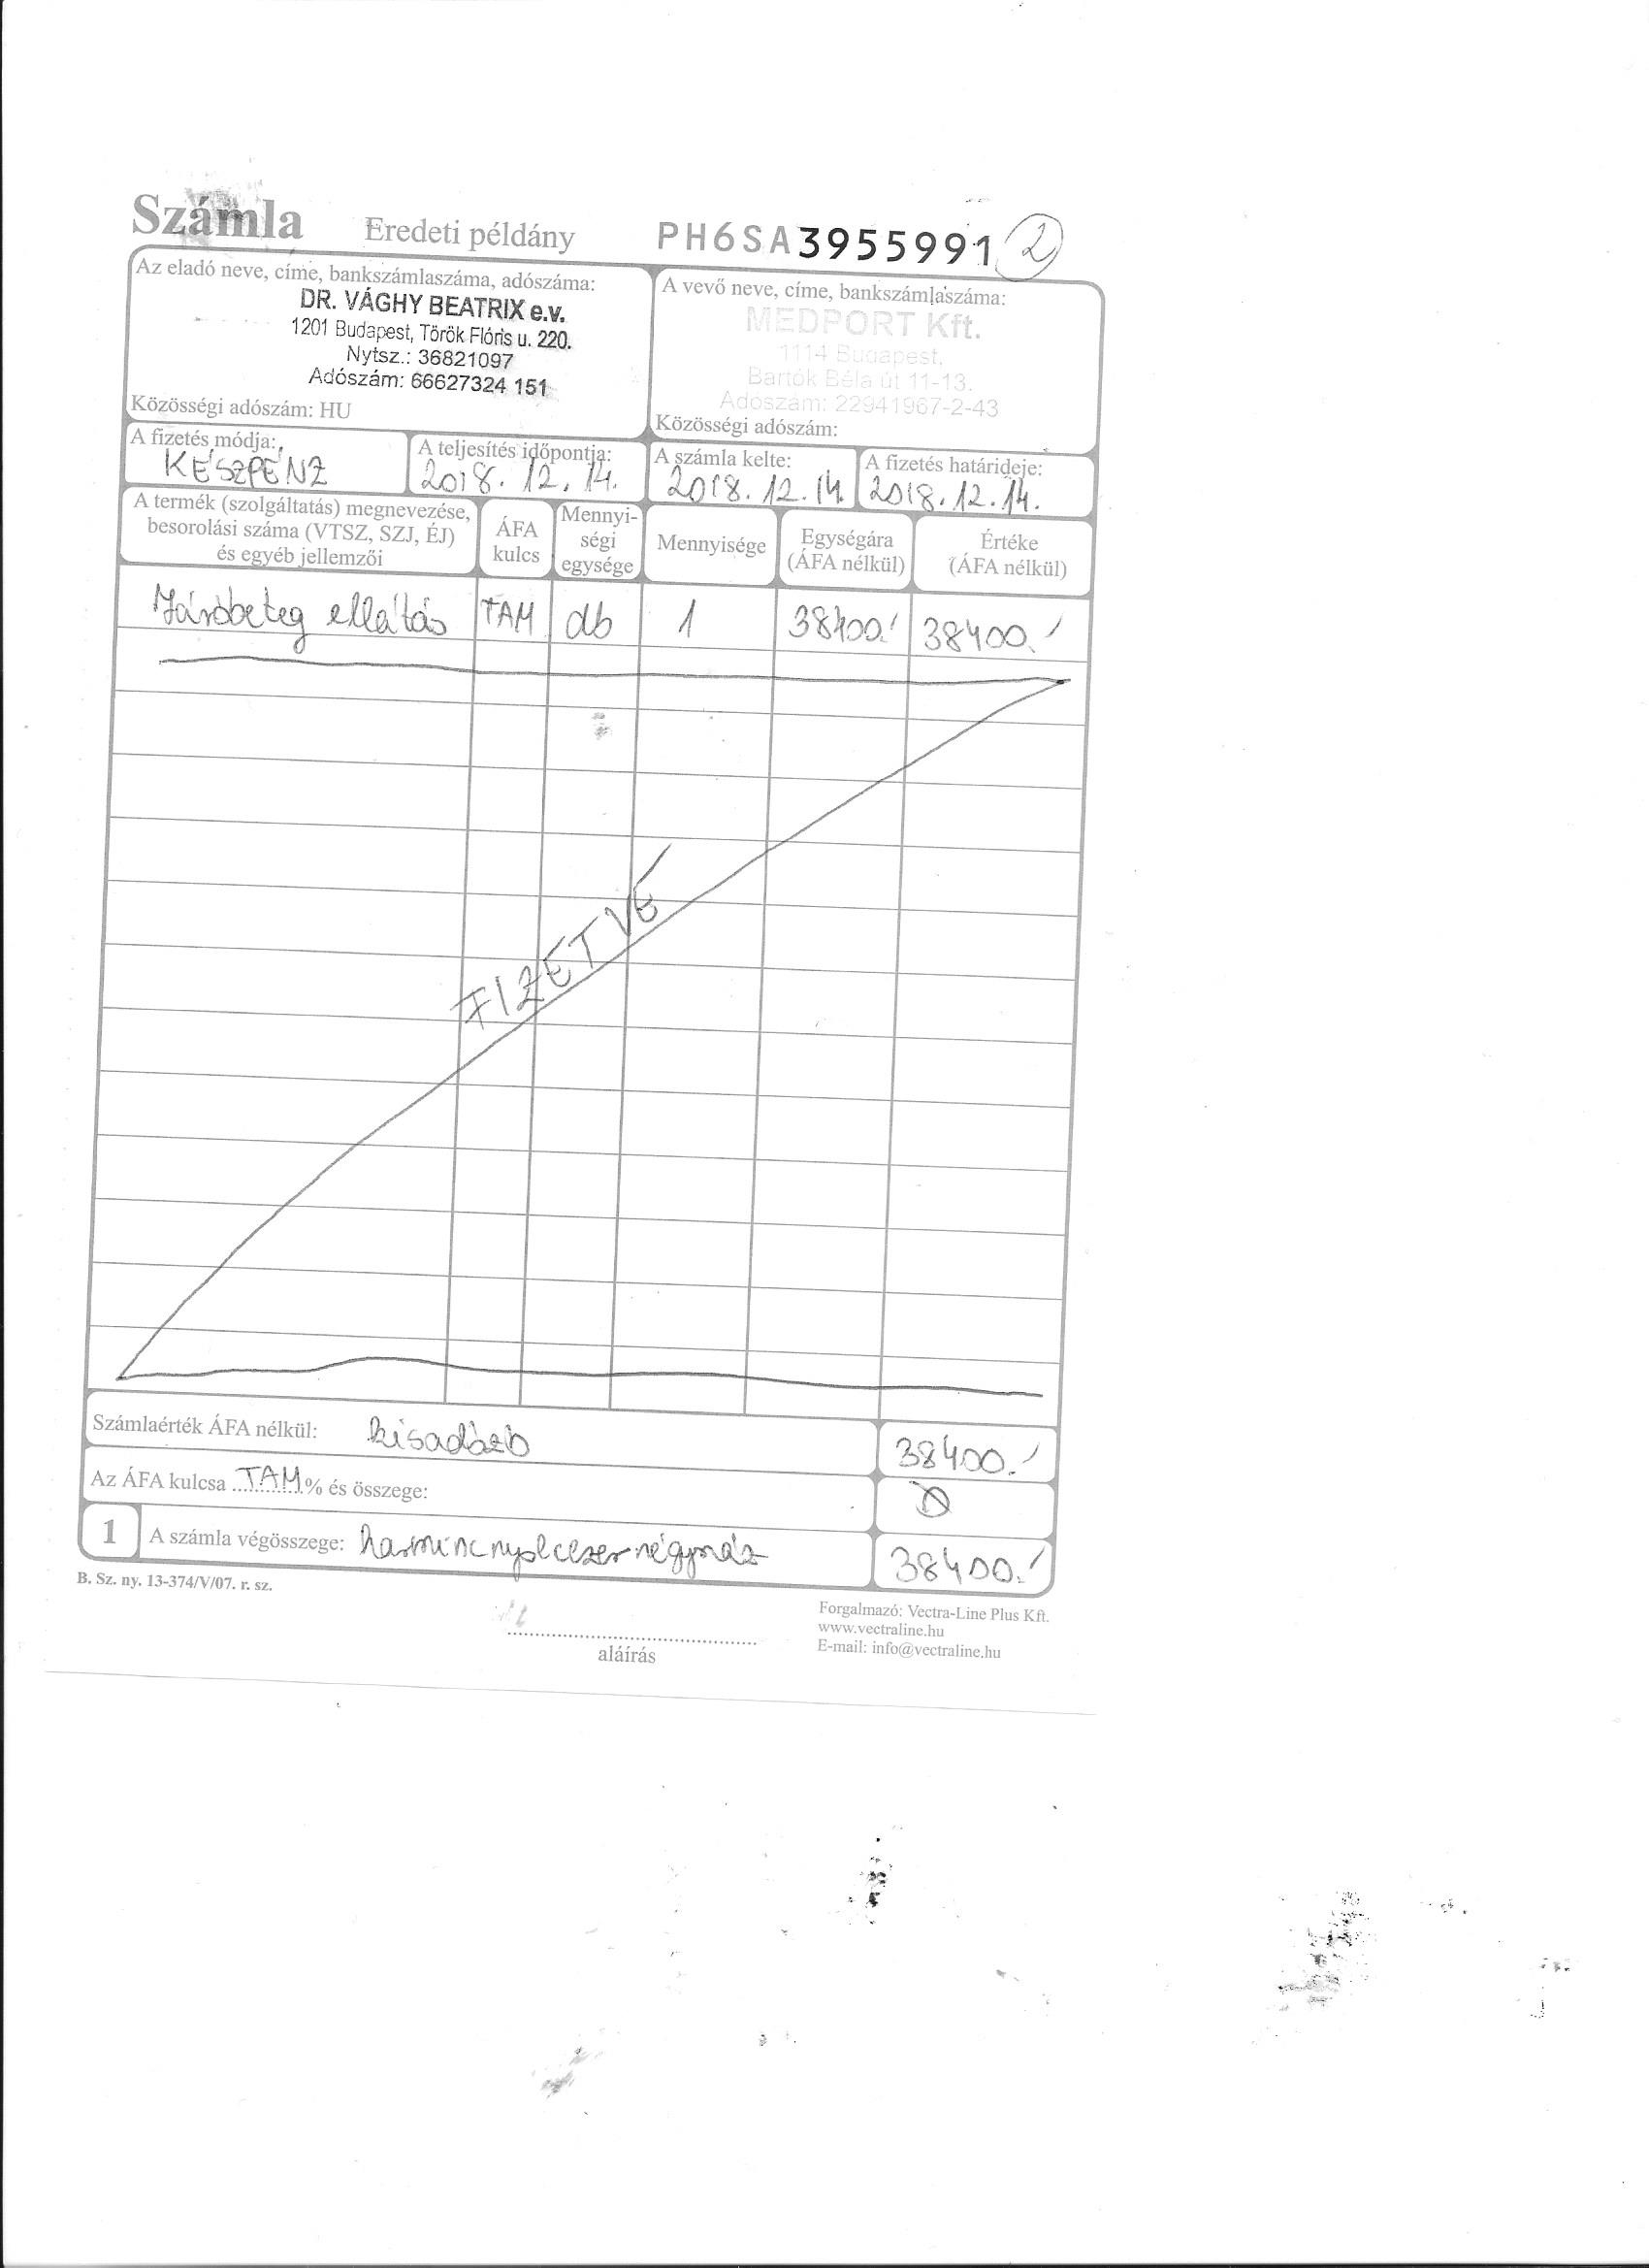 Számla Eredeti példány PH6SA3955991 2
Az eladó neve, címe, bankszámlaszáma, adószáma:
DR. VÁGHY BEATRIX e.v.
1201 Budapest, Török Flóris u. 220.
Nytsz.: 36821097
Adószám: 66627324 151
Közösségi adószám: HU
A vevő neve, címe, bankszámlaszáma:
MEDPORT Kft.
1114 Budapest,
Bartók Béla út 11-13.
Adószám: 22941967-2-43
Közösségi adószám:
A fizetés módja:
KÉSZPÉNZ
A teljesítés időpontja:
2018. 12. 14.
A számla kelte:
2018. 12. 14.
A fizetés határideje:
2018. 12. 14.
A termék (szolgáltatás) megnevezése,
besorolási száma (VTSZ, SZJ, ÉJ)
és egyéb jellemzői
ÁFA
kulcs
Mennyi-
ségi
egysége
Mennyisége
Egységára
(ÁFA nélkül)
Értéke
(ÁFA nélkül)
Járóbeteg ellátás TAM db 1 38400.- 38400.-
FIZETVE
Számlaérték ÁFA nélkül: kisadózó 38400.-
Az ÁFA kulcsa TAM % és összege: 0
1 A számla végösszege: harmincnyolcezernégyszáz 38400.-
B. Sz. ny. 13-374/V/07. r. sz.
aláírás
Forgalmazó: Vectra-Line Plus Kft.
www.vectraline.hu
E-mail: info@vectraline.hu